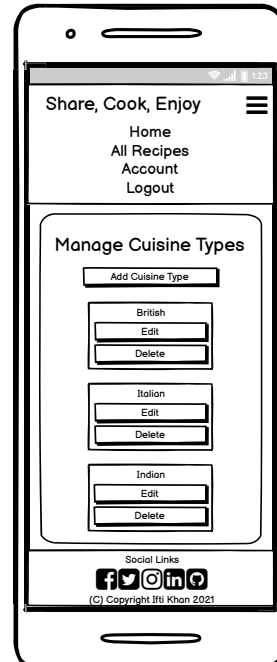 1:23
Share, Cook, Enjoy
Home
All Recipes
Account
Logout
Manage Cuisine Types
Add Cuisine Type
British
Edit
Delete
Italian
Edit
Delete
Indian
Edit
Delete
Social Links
(C) Copyright Ifti Khan 2021